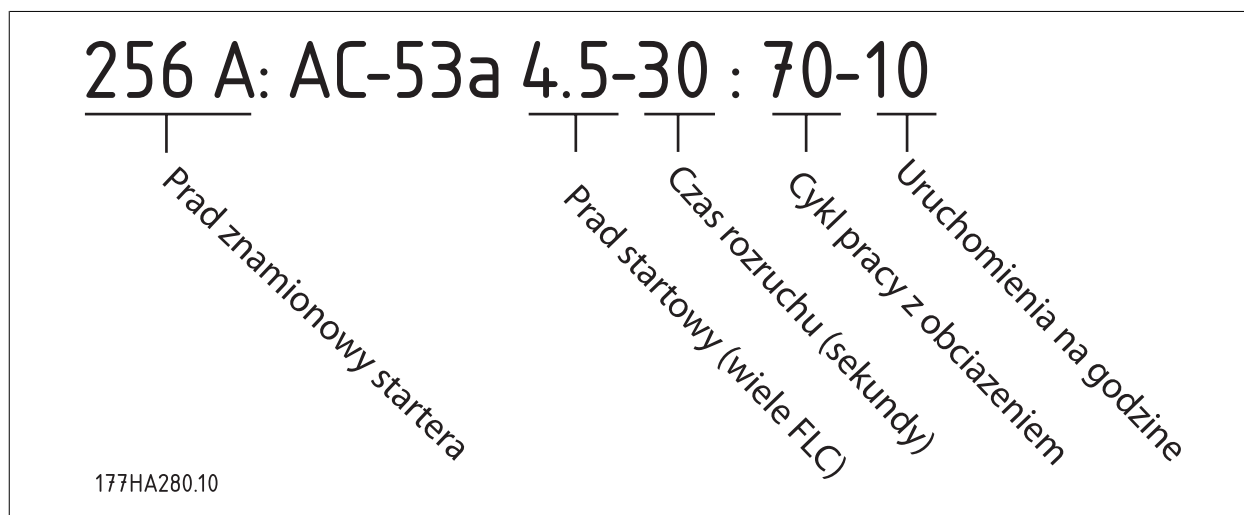 256 A: AC-53a 4.5-30 : 70-10
Prad znamionowy startera
Prad startowy (wiele FLC)
Czas rozruchu (sekundy)
Cykl pracy z obciazeniem
Uruchomienia na godzine
177HA280.10